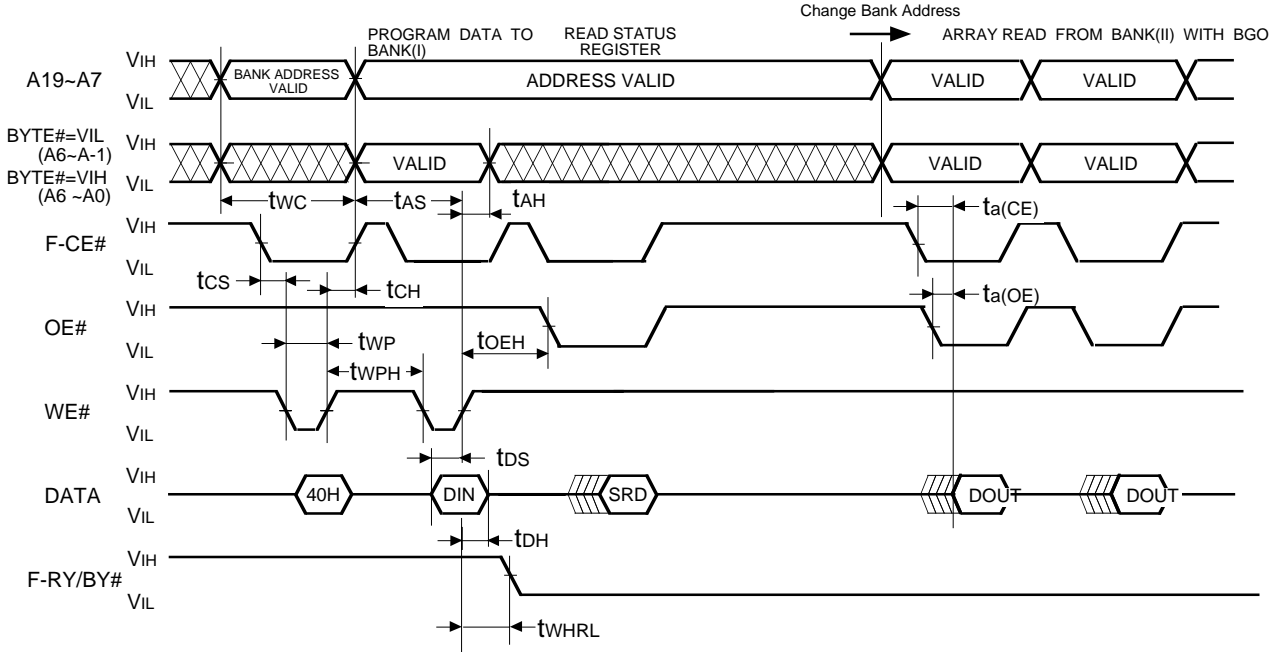 Change Bank Address
PROGRAM DATA TO BANK(I)
READ STATUS REGISTER
ARRAY READ FROM BANK(II) WITH BGO
A19~A7
VIH
VIL
BANK ADDRESS VALID
ADDRESS VALID
VALID
VALID
BYTE#=VIL
(A6~A-1)
BYTE#=VIH
(A6 ~A0)
VIH
VIL
VALID
VALID
VALID
tWC
tAS
tAH
ta(CE)
F-CE#
VIH
VIL
tCS
tCH
ta(OE)
OE#
VIH
VIL
tWP
tOEH
tWPH
WE#
VIH
VIL
tDS
DATA
VIH
VIL
40H
DIN
SRD
DOUT
DOUT
tDH
F-RY/BY#
VIH
VIL
tWHRL